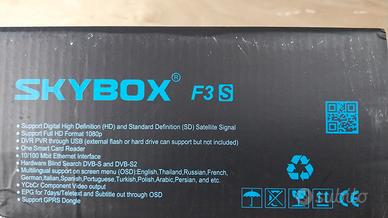 SKYBOX® F3 S
Support Digital High Definition (HD) and Standard Definition (SD) Satellite Signal
Support Full HD Format 1080p
DVR PVR through USB (external flash or hard drive can support but not included)
One Smart Card Reader
10/100 Mbit Ethernet Interface
Hardware Blind Search DVB-S and DVB-S2
Multilingual support on screen menu (OSD):English,Thailand,Russian,French,
German,Italian,Spanish,Portuguese,Turkish,Polish,Arabic,Persian, and etc.
YCbCr Component Video output
EPG for 7days/Teletext and Subtitle out through OSD
Support GPRS Dongle
subito
CE